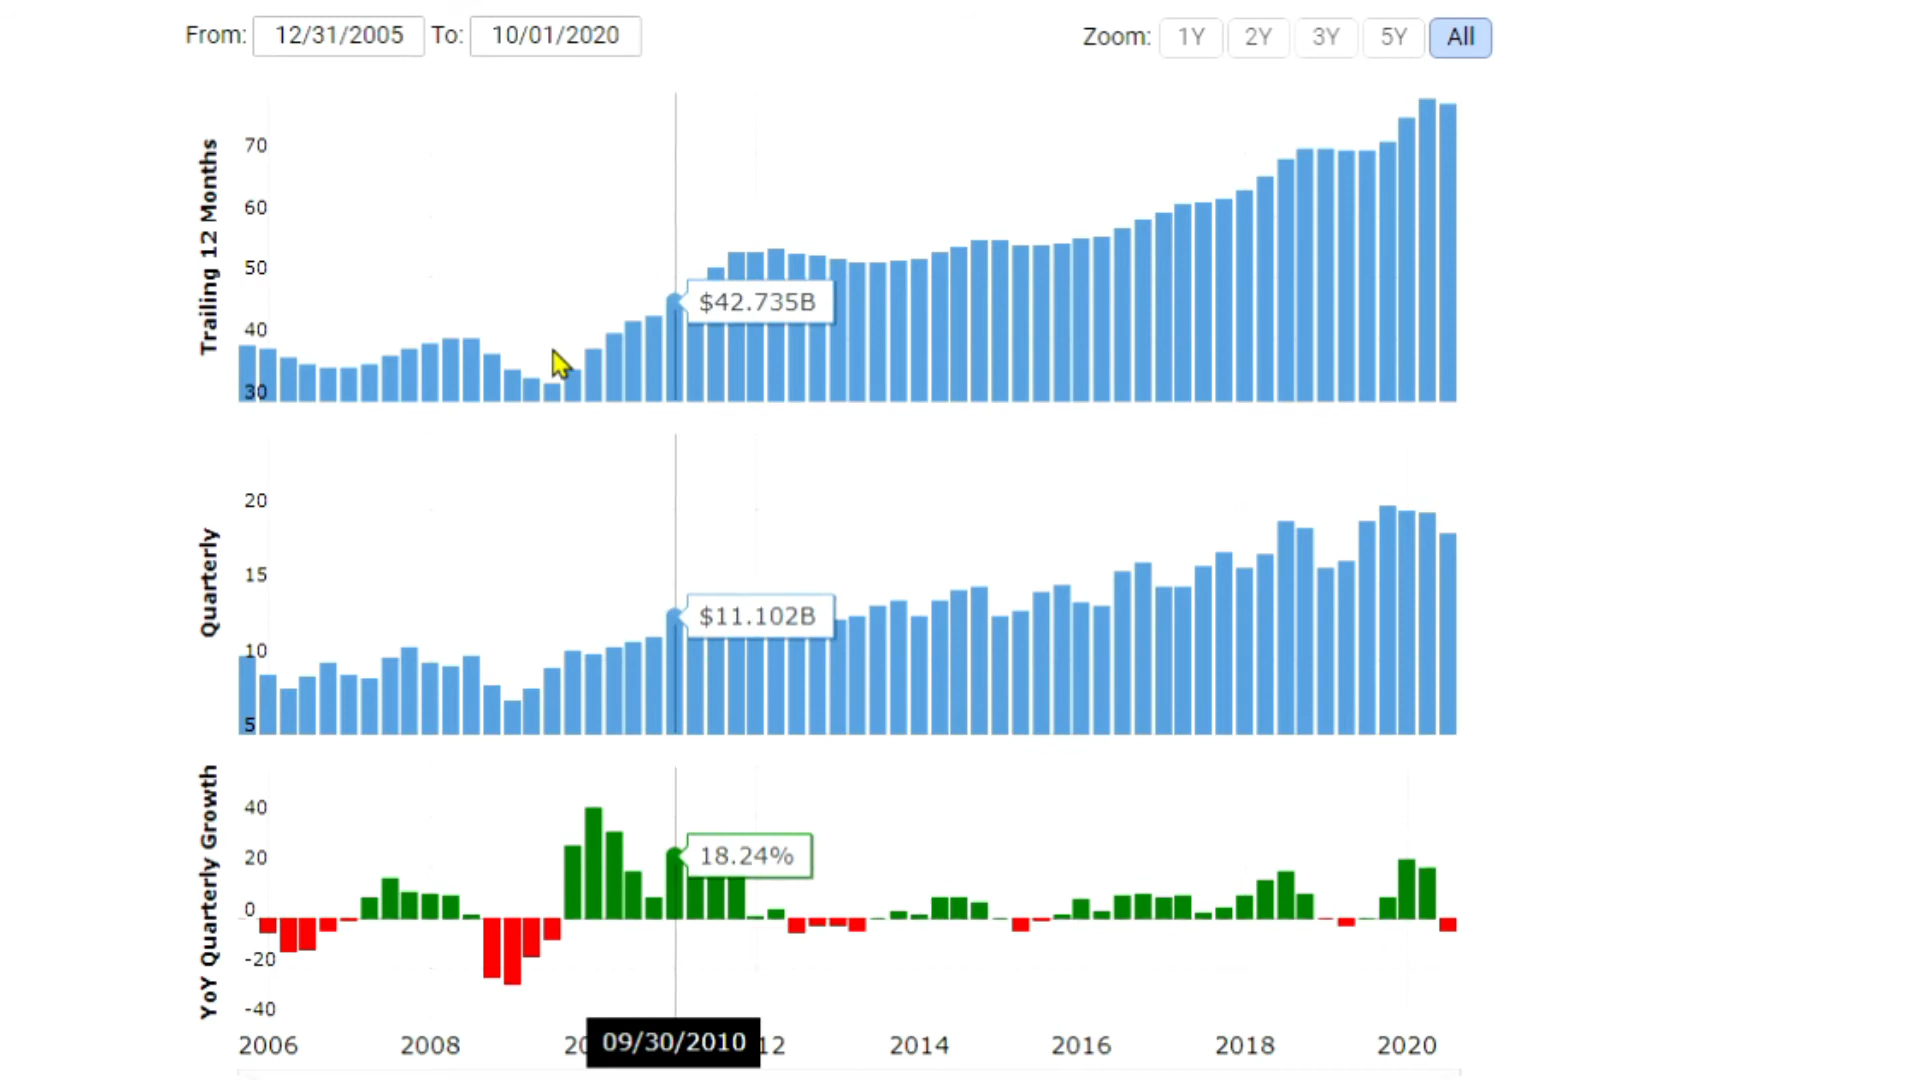 From: 12/31/2005 To: 10/01/2020 Zoom: 1Y 2Y 3Y 5Y All
Trailing 12 Months
70
60
50
40
30
$42.735B
Quarterly
20
15
10
5
$11.102B
YoY Quarterly Growth
40
20
0
-20
-40
18.24%
2006 2008 20 09/30/2010 12 2014 2016 2018 2020